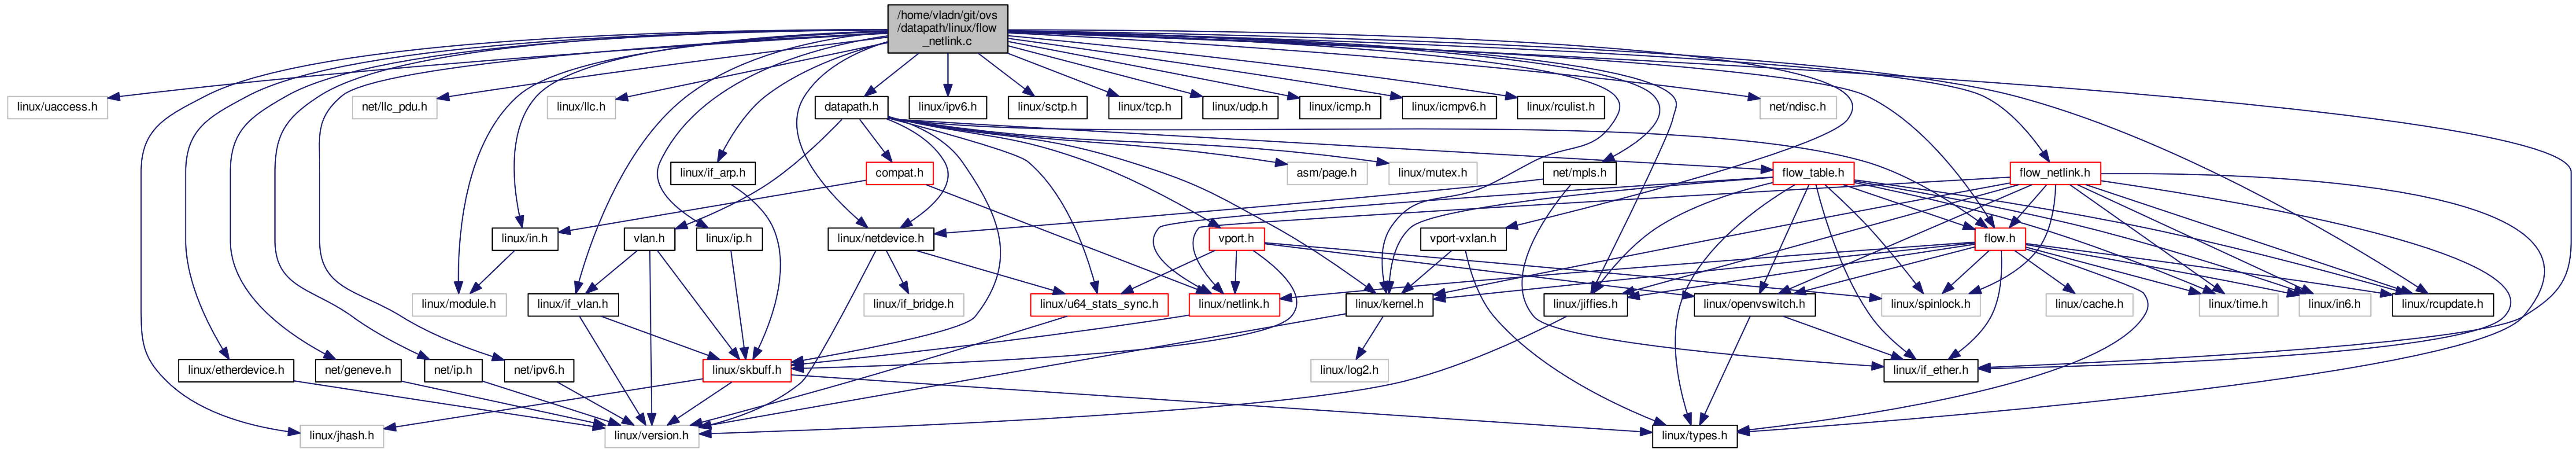 /home/vladn/git/ovs
/datapath/linux/flow
_netlink.c
linux/uaccess.h
net/llc_pdu.h
linux/llc.h
datapath.h
linux/ipv6.h
linux/sctp.h
linux/tcp.h
linux/udp.h
linux/icmp.h
linux/icmpv6.h
linux/rculist.h
net/ndisc.h
linux/if_arp.h
compat.h
asm/page.h
linux/mutex.h
net/mpls.h
flow_table.h
flow_netlink.h
linux/in.h
vlan.h
linux/ip.h
linux/netdevice.h
vport.h
vport-vxlan.h
flow.h
linux/module.h
linux/if_vlan.h
linux/if_bridge.h
linux/u64_stats_sync.h
linux/netlink.h
linux/kernel.h
linux/jiffies.h
linux/openvswitch.h
linux/spinlock.h
linux/cache.h
linux/time.h
linux/in6.h
linux/rcupdate.h
linux/etherdevice.h
net/geneve.h
net/ip.h
net/ipv6.h
linux/skbuff.h
linux/log2.h
linux/if_ether.h
linux/jhash.h
linux/version.h
linux/types.h